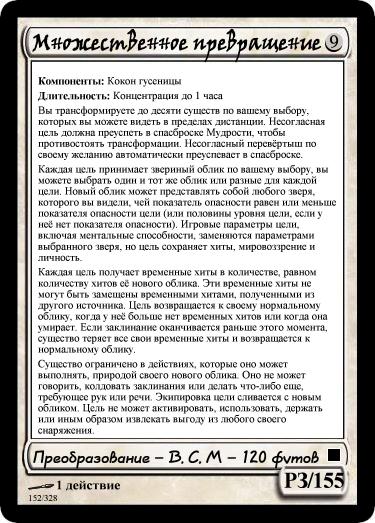 Множественное превращение 9
Компоненты: Кокон гусеницы
Длительность: Концентрация до 1 часа
Вы трансформируете до десяти существ по вашему выбору,
которых вы можете видеть в пределах дистанции. Несогласная
цель должна преуспеть в спасброске Мудрости, чтобы
противостоять трансформации. Несогласный перевёртыш по
своему желанию автоматически преуспевает в спасброске.
Каждая цель принимает звериный облик по вашему выбору, вы
можете выбрать один и тот же облик или разные для каждой
цели. Новый облик может представлять собой любого зверя,
которого вы видели, чей показатель опасности равен или меньше
показателя опасности цели (или половины уровня цели, если у
неё нет показателя опасности). Игровые параметры цели,
включая ментальные способности, заменяются параметрами
выбранного зверя, но цель сохраняет хиты, мировоззрение и
личность.
Каждая цель получает временные хиты в количестве, равном
количеству хитов её нового облика. Эти временные хиты не
могут быть замещены временными хитами, полученными из
другого источника. Цель возвращается к своему нормальному
облику, когда у неё больше нет временных хитов или когда она
умирает. Если заклинание оканчивается раньше этого момента,
существо теряет все свои временные хиты и возвращается к
нормальному облику.
Существо ограничено в действиях, которые оно может
выполнять, природой своего нового облика. Оно не может
говорить, колдовать заклинания или делать что-либо еще,
требующее рук или речи. Экипировка цели сливается с новым
обликом. Цель не может активировать, использовать, держать
или иным образом извлекать выгоду из любого своего
снаряжения.
Преобразование – В, С, М – 120 футов
1 действие
P3/155
152/328